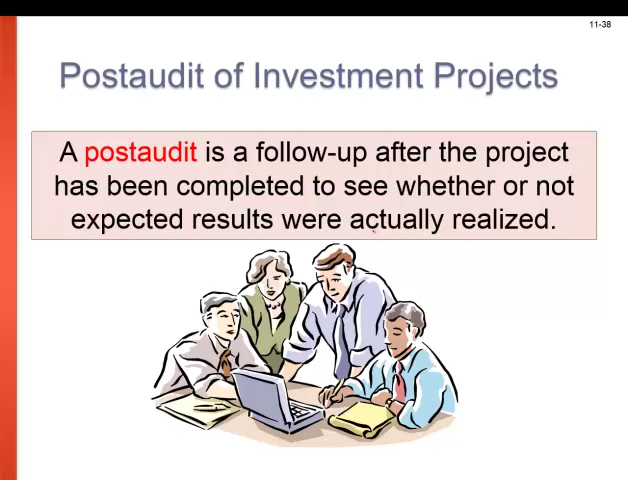 11-38
Postaudit of Investment Projects
A postaudit is a follow-up after the project
has been completed to see whether or not
expected results were actually realized.